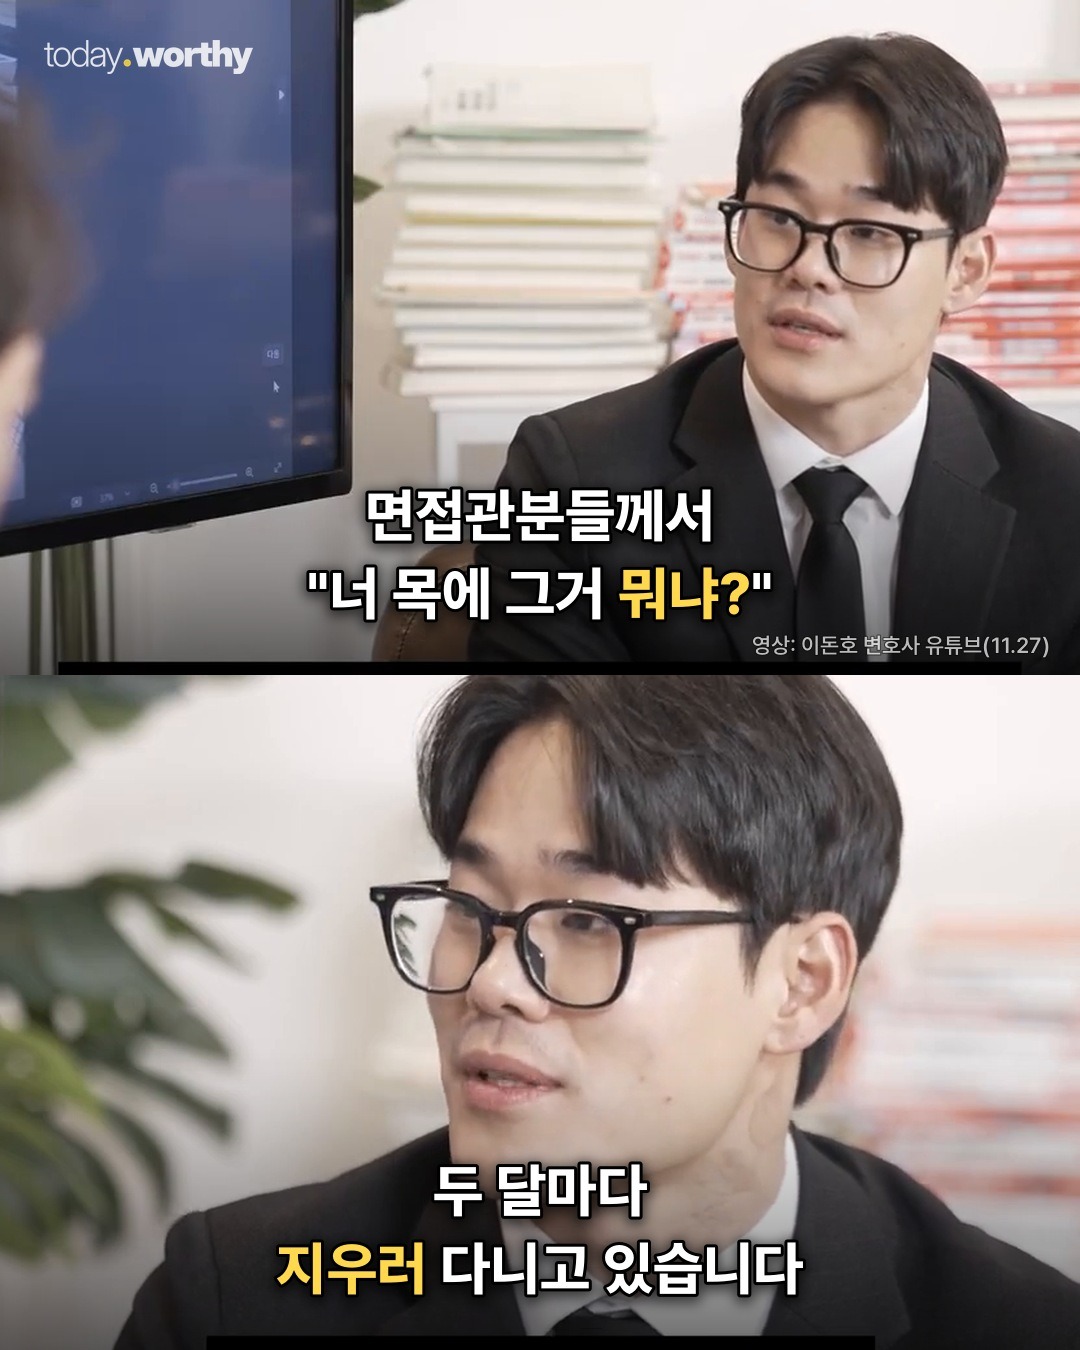 today.worthy
다음
면접관분들께서
"너 목에 그거 뭐냐?"
영상: 이돈호 변호사 유튜브(11.27)
두 달마다
지우러 다니고 있습니다